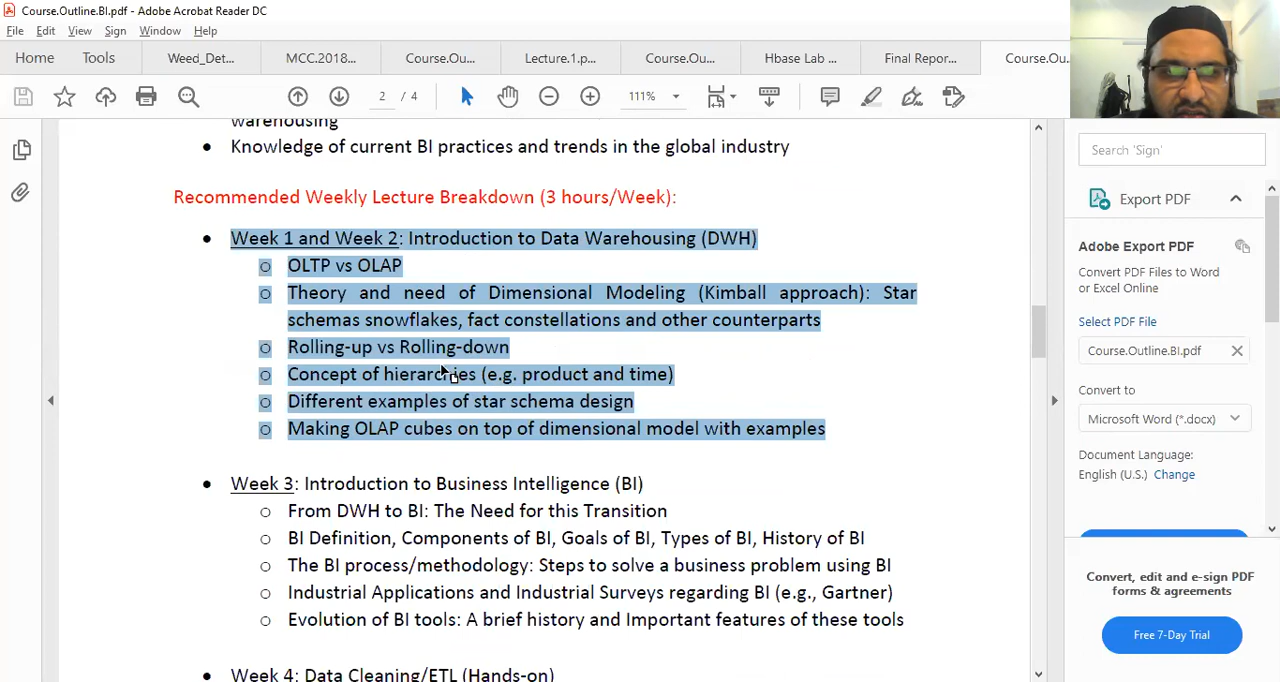 Course.Outline.BI.pdf - Adobe Acrobat Reader DC
File Edit View Sign Window Help
Home Tools Weed_Det... MCC.2018... Course.Ou... Lecture.1.p... Course.Ou... Hbase Lab ... Final Repor... Course.Ou
2 / 4 111%
warehousing
• Knowledge of current BI practices and trends in the global industry
Recommended Weekly Lecture Breakdown (3 hours/Week):
• Week 1 and Week 2: Introduction to Data Warehousing (DWH)
o OLTP vs OLAP
o Theory and need of Dimensional Modeling (Kimball approach): Star
schemas snowflakes, fact constellations and other counterparts
o Rolling-up vs Rolling-down
o Concept of hierarchies (e.g. product and time)
o Different examples of star schema design
o Making OLAP cubes on top of dimensional model with examples
• Week 3: Introduction to Business Intelligence (BI)
o From DWH to BI: The Need for this Transition
o BI Definition, Components of BI, Goals of BI, Types of BI, History of BI
o The BI process/methodology: Steps to solve a business problem using BI
o Industrial Applications and Industrial Surveys regarding BI (e.g., Gartner)
o Evolution of BI tools: A brief history and Important features of these tools
• Week 4: Data Cleaning/ETL (Hands-on)
Search 'Sign'
Export PDF
Adobe Export PDF
Convert PDF Files to Word
or Excel Online
Select PDF File
Course.Outline.BI.pdf
Convert to
Microsoft Word (*.docx)
Document Language:
English (U.S.) Change
Convert, edit and e-sign PDF
forms & agreements
Free 7-Day Trial